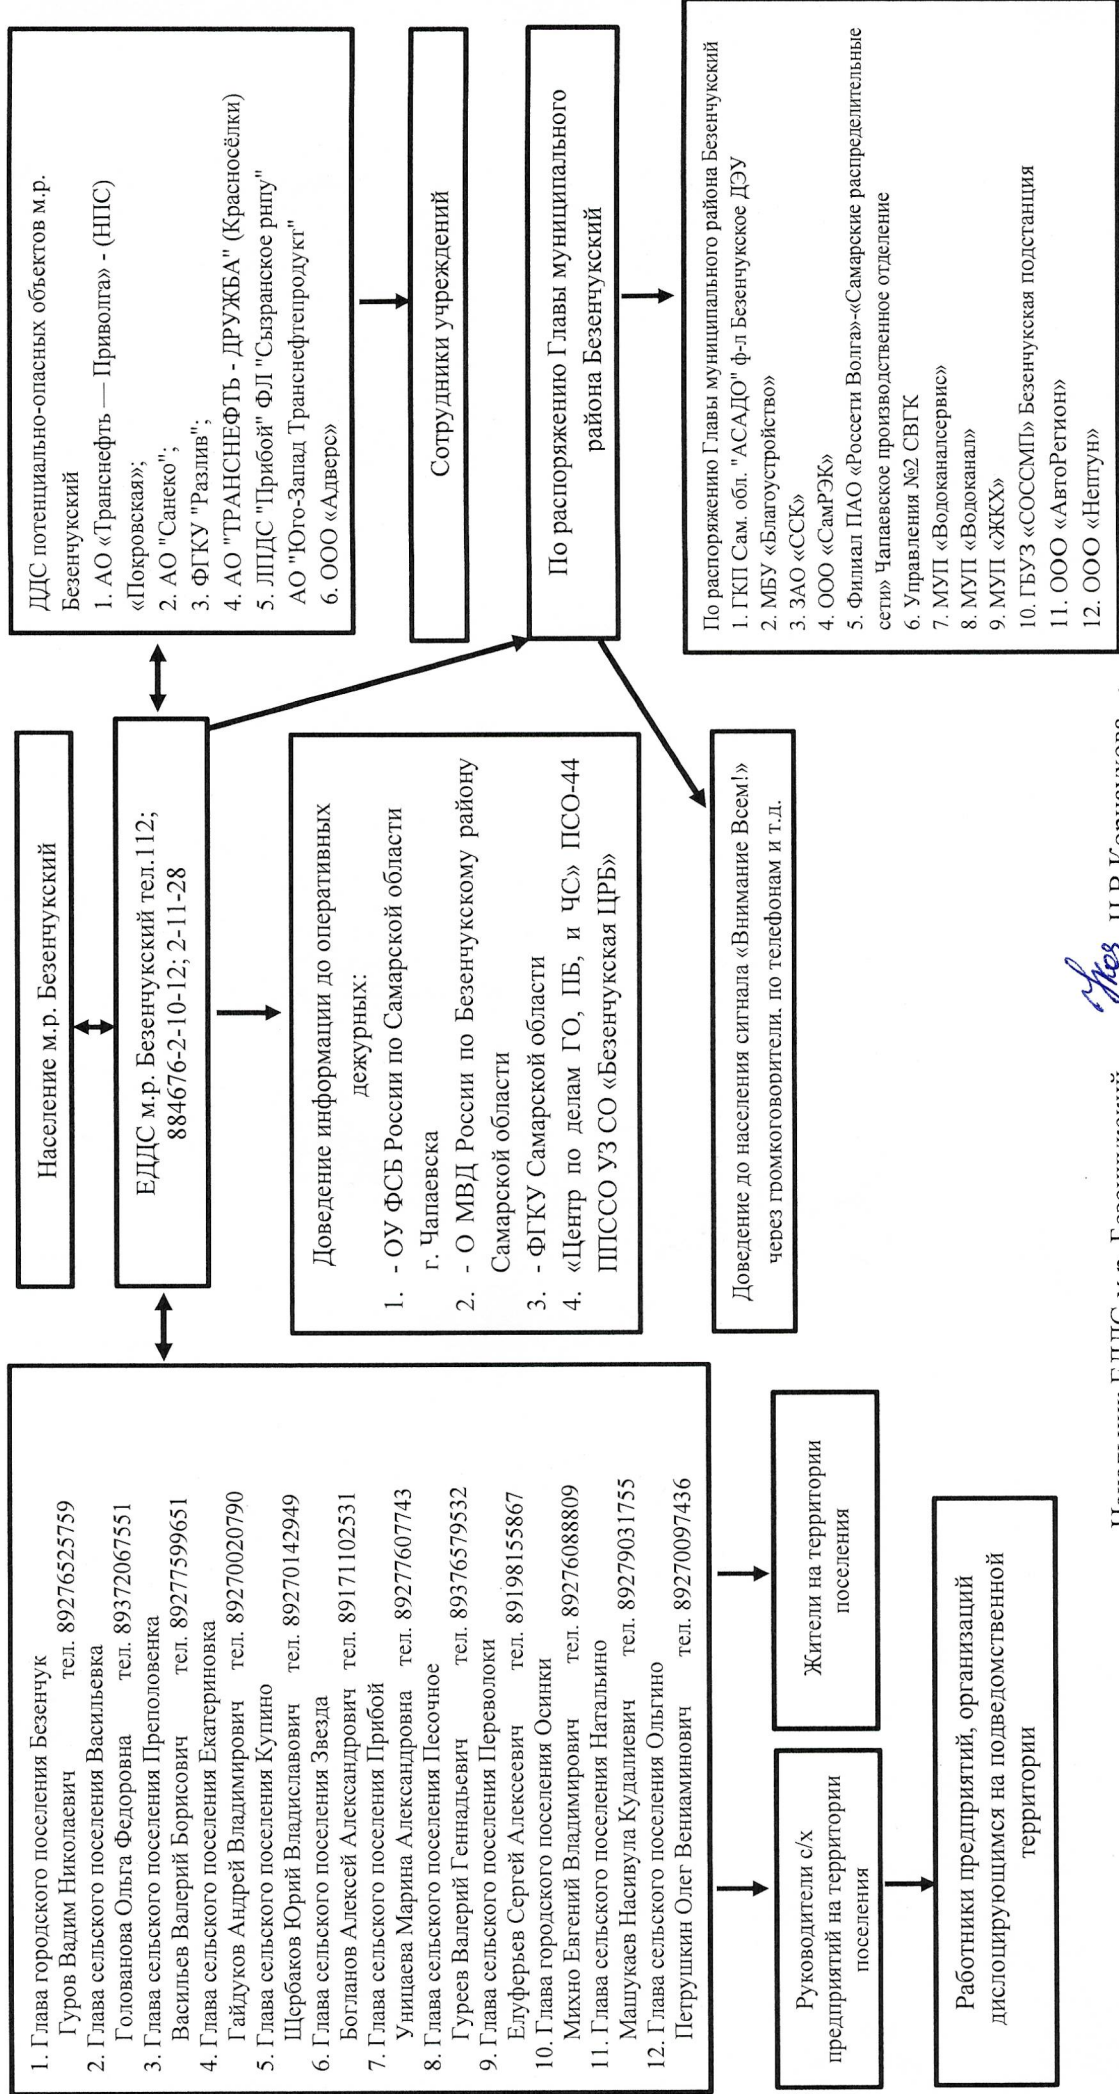 1. Глава городского поселения Безенчук
Гуров Вадим Николаевич тел. 89276525759
2. Глава сельского поселения Васильевка
Голованова Ольга Федоровна тел. 89372067551
3. Глава сельского поселения Преполовенка
Васильев Валерий Борисович тел. 89277599651
4. Глава сельского поселения Екатериновка
Гайдуков Андрей Владимирович тел. 89270020790
5. Глава сельского поселения Купино
Щербаков Юрий Владиславович тел. 89270142949
6. Глава сельского поселения Звезда
Богланов Алексей Александрович тел. 89171102531
7. Глава сельского поселения Прибой
Уницаева Марина Александровна тел. 89277607743
8. Глава сельского поселения Песочное
Гуреев Валерий Геннадьевич тел. 89376579532
9. Глава сельского поселения Переволоки
Елуферьев Сергей Алексеевич тел. 89198155867
10. Глава городского поселения Осинки
Михно Евгений Владимирович тел. 89276088809
11. Глава сельского поселения Натальино
Машукаев Насивулла Кудалиевич тел. 89279031755
12. Глава сельского поселения Ольгино
Петрушкин Олег Вениаминович тел. 89270097436
Руководители с/х
предприятий на территории
поселения
Жители на территории
поселения
Работники предприятий, организаций
дислоцирующимся на подведомственной
территории
Население м.р. Безенчукский
ЕДДС м.р. Безенчукский тел.112;
884676-2-10-12; 2-11-28
Доведение информации до оперативных
дежурных:
1. - ОУ ФСБ России по Самарской области
г. Чапаевска
2. - О МВД России по Безенчукскому району
Самарской области
3. - ФГКУ Самарской области
4. «Центр по делам ГО, ПБ, и ЧС» ПСО-44
ППССО УЗ СО «Безенчукская ЦРБ»
Доведение до населения сигнала «Внимание Всем!»
через громкоговорители. по телефонам и т.д.
ДДС потенциально-опасных объектов м.р.
Безенчукский
1. АО «Транснефть — Приволга» - (НПС)
«Покровская»;
2. АО "Санеко";
3. ФГКУ "Разлив";
4. АО "ТРАНСНЕФТЬ - ДРУЖБА" (Красносёлки)
5. ЛПДС "Прибой" ФЛ "Сызранское рнпу"
АО "Юго-Запад Транснефтепродукт"
6. ООО «Адверс»
Сотрудники учреждений
По распоряжению Главы муниципального
района Безенчукский
По распоряжению Главы муниципального района Безенчукский
1. ГКП Сам. обл. "АСАДО" ф-л Безенчукское ДЭУ
2. МБУ «Благоустройство»
3. ЗАО «ССК»
4. ООО «СамРЭК»
5. Филиал ПАО «Россети Волга»-«Самарские распределительные
сети» Чапаевское производственное отделение
6. Управления №2 СВГК
7. МУП «Водоканалсервис»
8. МУП «Водоканал»
9. МУП «ЖКХ»
10. ГБУЗ «СОССМП» Безенчукская подстанция
11. ООО «АвтоРегион»
12. ООО «Нептун»